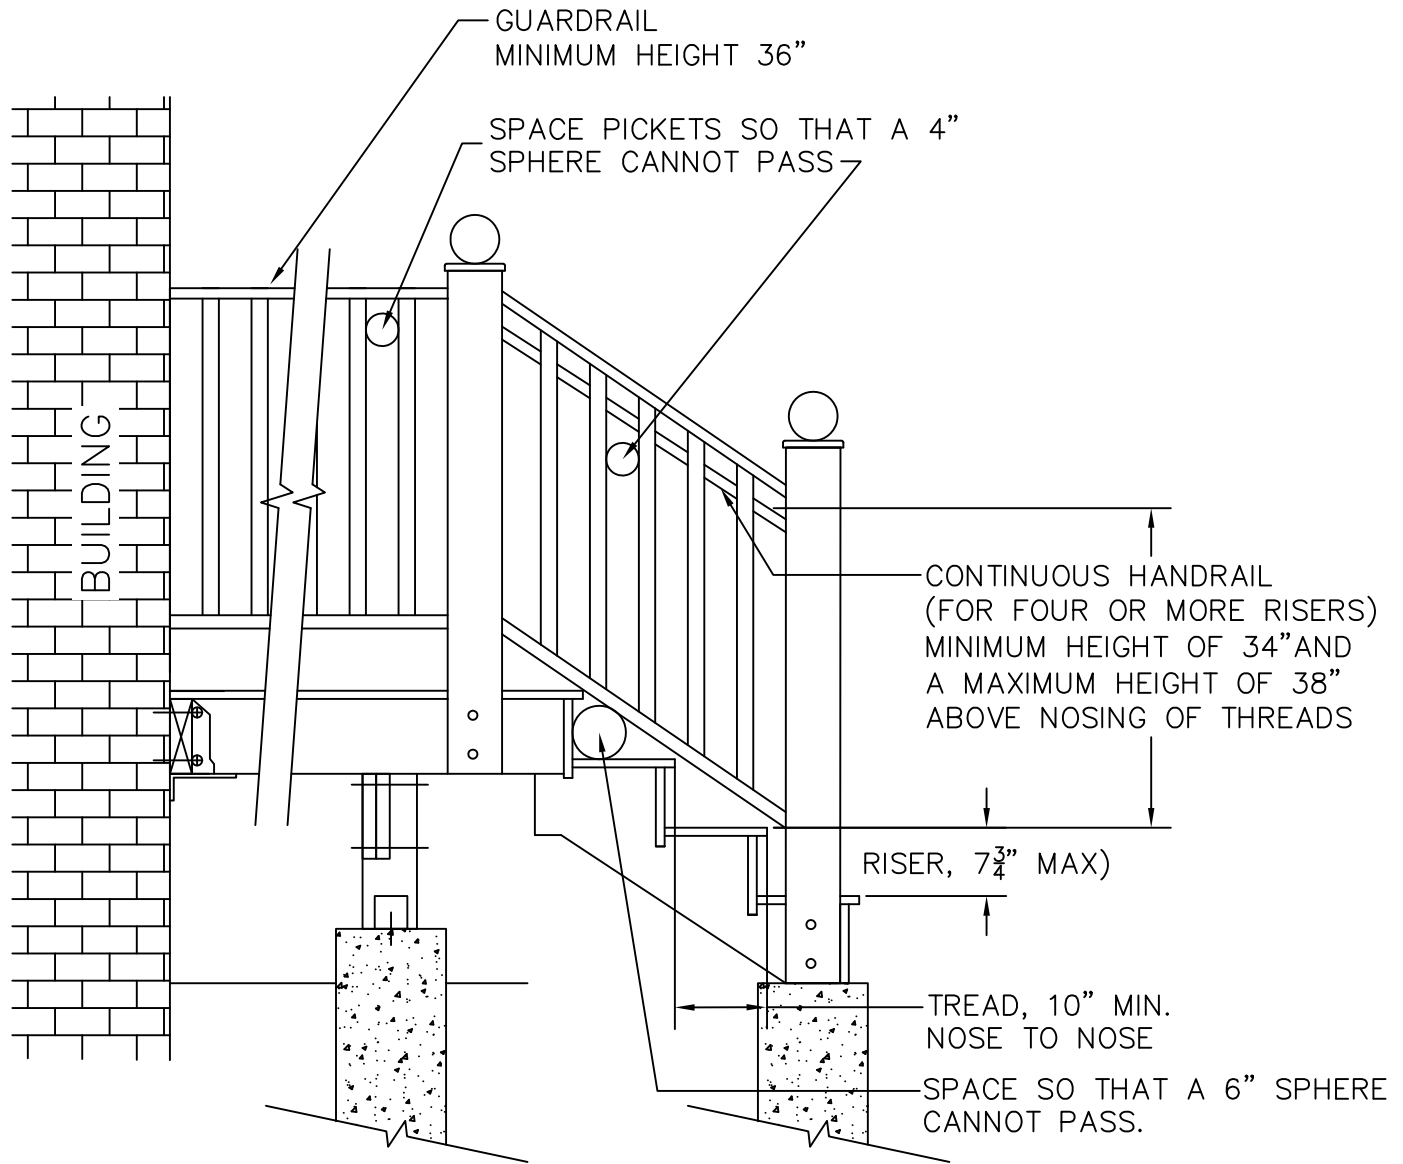 GUARDRAIL
MINIMUM HEIGHT 36”
SPACE PICKETS SO THAT A 4”
SPHERE CANNOT PASS
BUILDING
CONTINUOUS HANDRAIL
(FOR FOUR OR MORE RISERS)
MINIMUM HEIGHT OF 34”AND
A MAXIMUM HEIGHT OF 38”
ABOVE NOSING OF THREADS
RISER, 7¾” MAX)
TREAD, 10” MIN.
NOSE TO NOSE
SPACE SO THAT A 6” SPHERE
CANNOT PASS.